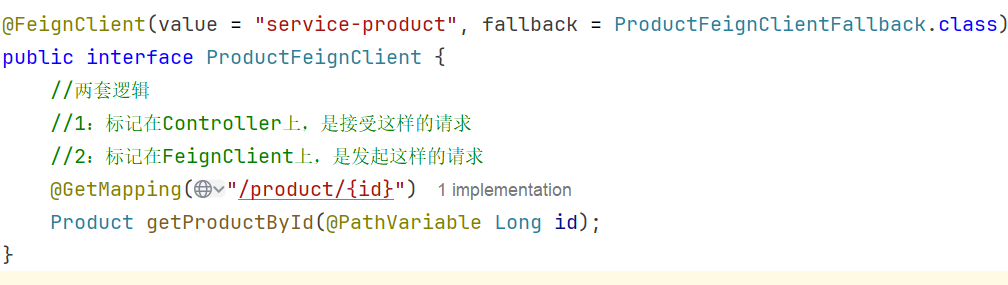 @FeignClient(value = "service-product", fallback = ProductFeignClientFallback.class)
public interface ProductFeignClient {
//两套逻辑
//1：标记在Controller上，是接受这样的请求
//2：标记在FeignClient上，是发起这样的请求
@GetMapping("/product/{id}") 1 implementation
Product getProductById(@PathVariable Long id);
}